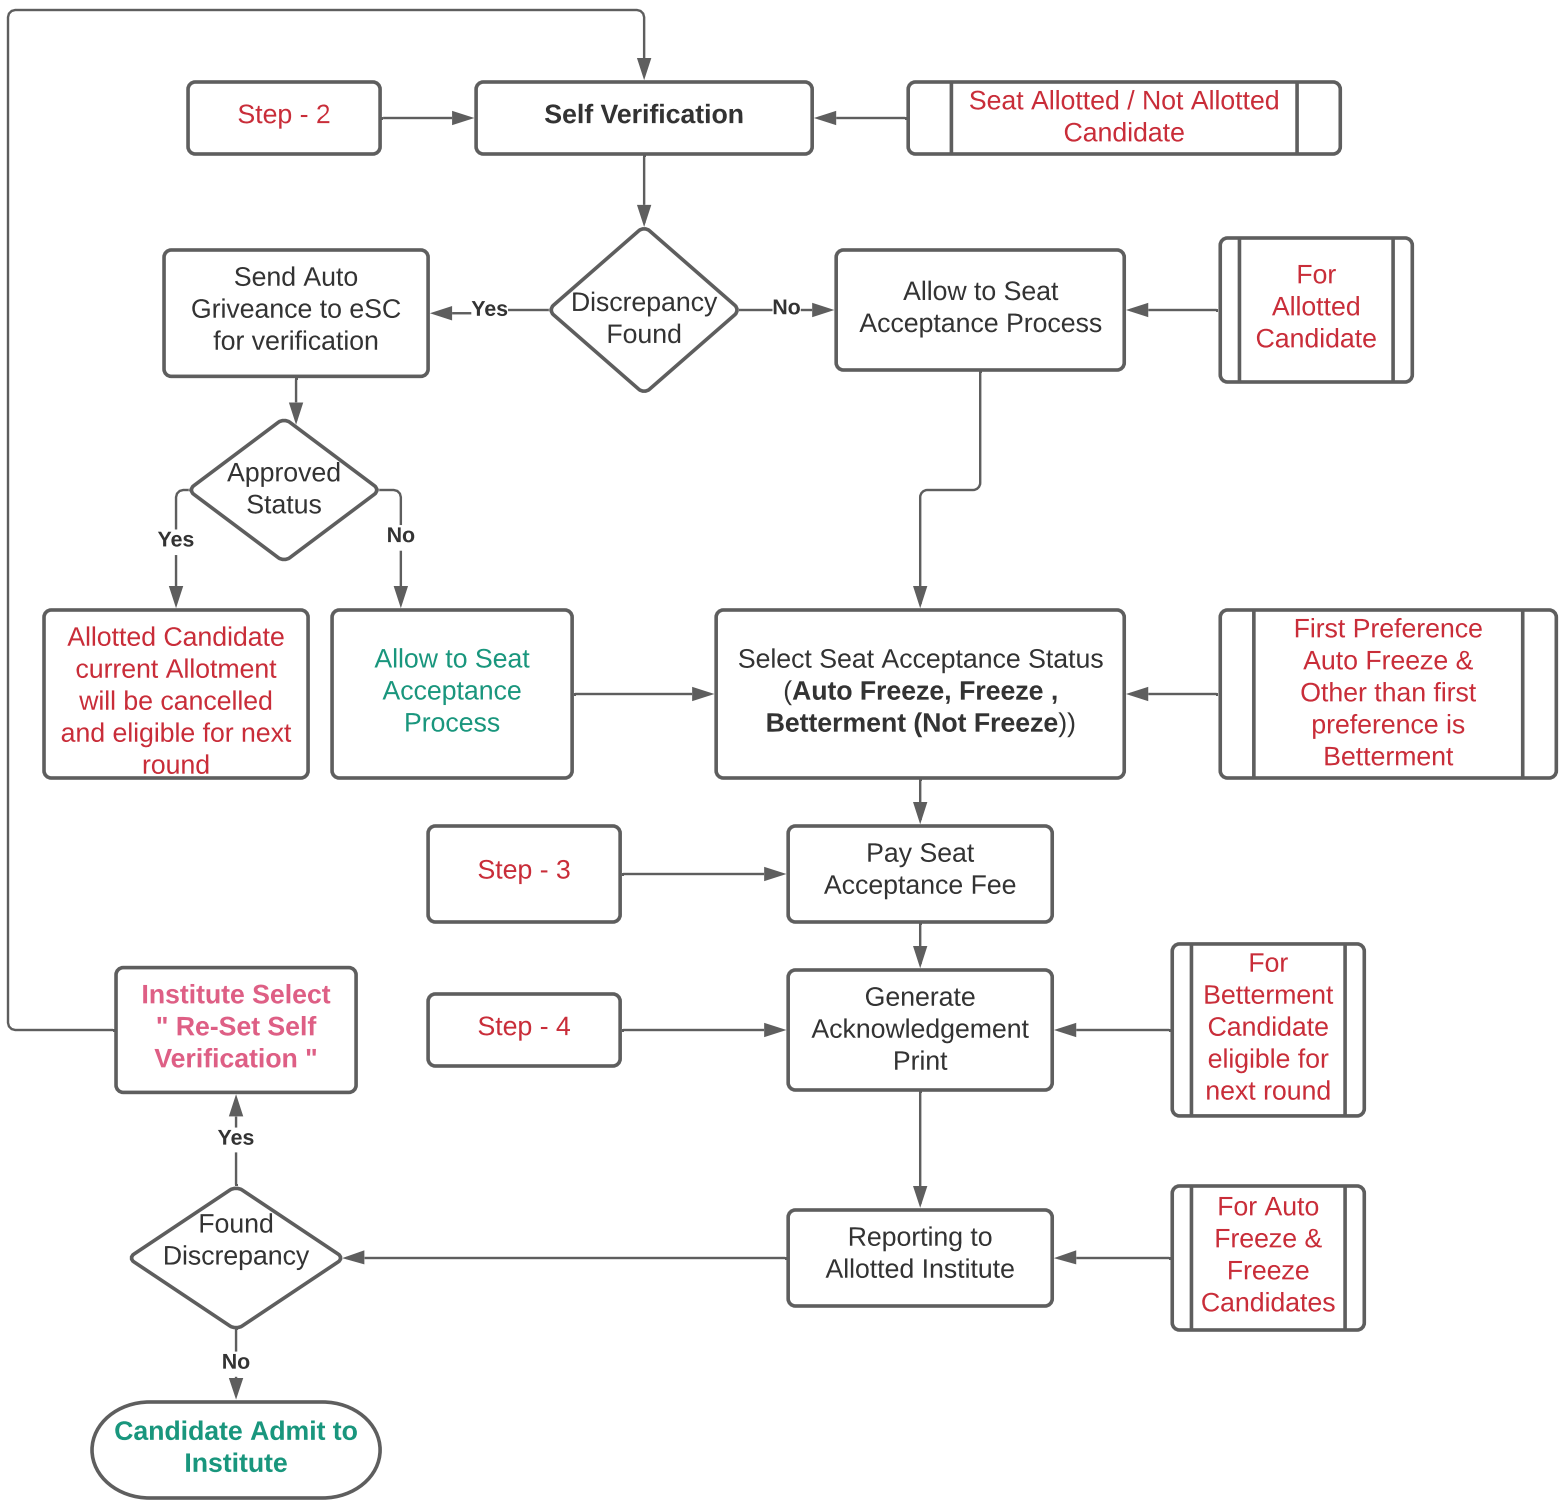 Step - 2
Self Verification
Seat Allotted / Not Allotted
Candidate
Send Auto
Griveance to eSC
for verification
Yes
Discrepancy
Found
No
Allow to Seat
Acceptance Process
For
Allotted
Candidate
Approved
Status
Yes
No
Allotted Candidate
current Allotment
will be cancelled
and eligible for next
round
Allow to Seat
Acceptance
Process
Select Seat Acceptance Status
(Auto Freeze, Freeze ,
Betterment (Not Freeze))
First Preference
Auto Freeze &
Other than first
preference is
Betterment
Step - 3
Pay Seat
Acceptance Fee
Institute Select
" Re-Set Self
Verification "
Step - 4
Generate
Acknowledgement
Print
For
Betterment
Candidate
eligible for
next round
Yes
Found
Discrepancy
Reporting to
Allotted Institute
For Auto
Freeze &
Freeze
Candidates
No
Candidate Admit to
Institute